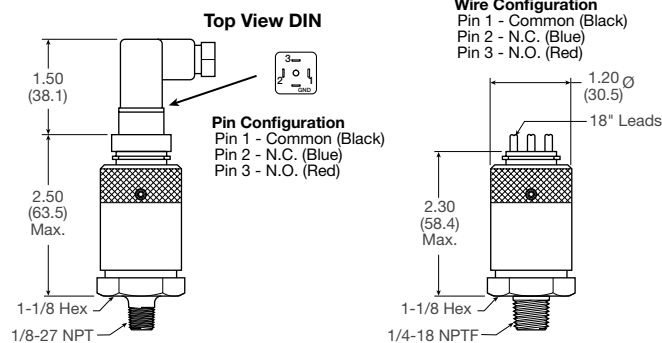 Top View DIN
3
2
1
GND
1.50
(38.1)
Pin Configuration
Pin 1 - Common (Black)
Pin 2 - N.C. (Blue)
Pin 3 - N.O. (Red)
2.50
(63.5)
Max.
1-1/8 Hex
1/8-27 NPT
Wire Configuration
Pin 1 - Common (Black)
Pin 2 - N.C. (Blue)
Pin 3 - N.O. (Red)
1.20 Ø
(30.5)
18" Leads
2.30
(58.4)
Max.
1-1/8 Hex
1/4-18 NPTF